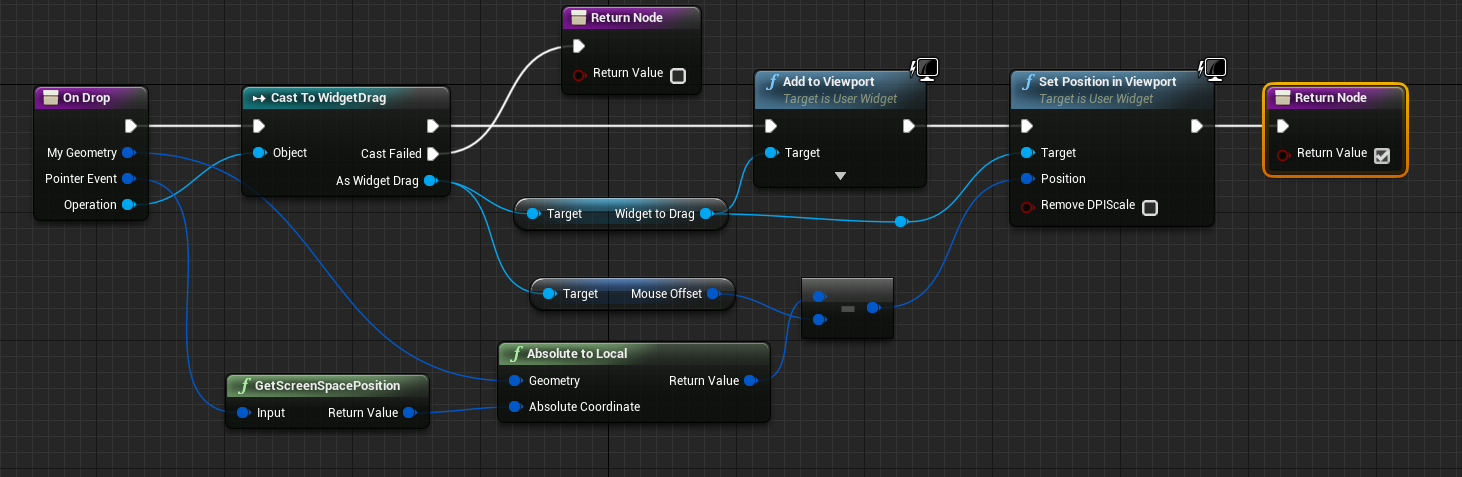 Return Node
Return Value
On Drop
My Geometry
Pointer Event
Operation
Cast To WidgetDrag
Object
Cast Failed
As Widget Drag
Add to Viewport
Target is User Widget
Target
Set Position in Viewport
Target is User Widget
Target
Position
Remove DPIScale
Return Node
Return Value
Target Widget to Drag
Target Mouse Offset
Absolute to Local
Geometry Return Value
Absolute Coordinate
GetScreenSpacePosition
Input Return Value